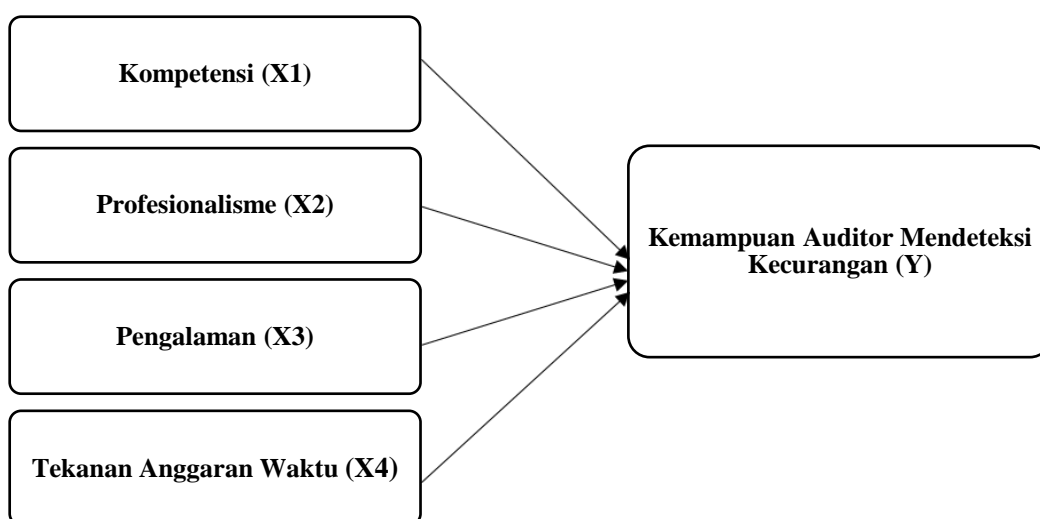 Kompetensi (X1)
Profesionalisme (X2)
Pengalaman (X3)
Tekanan Anggaran Waktu (X4)
Kemampuan Auditor Mendeteksi
Kecurangan (Y)